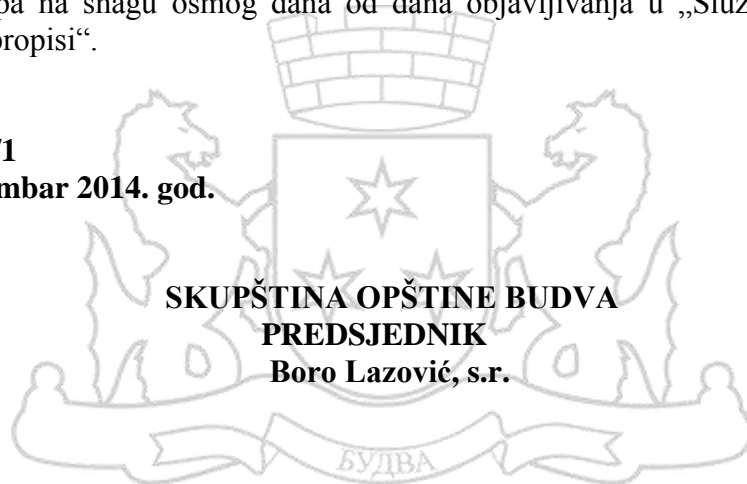 pa na snagu osmog dana od dana objavljivanja u „Služ
propisi“.
/1
mbar 2014. god.
SKUPŠTINA OPŠTINE BUDVA
PREDSJEDNIK
Boro Lazović, s.r.
БУДВА